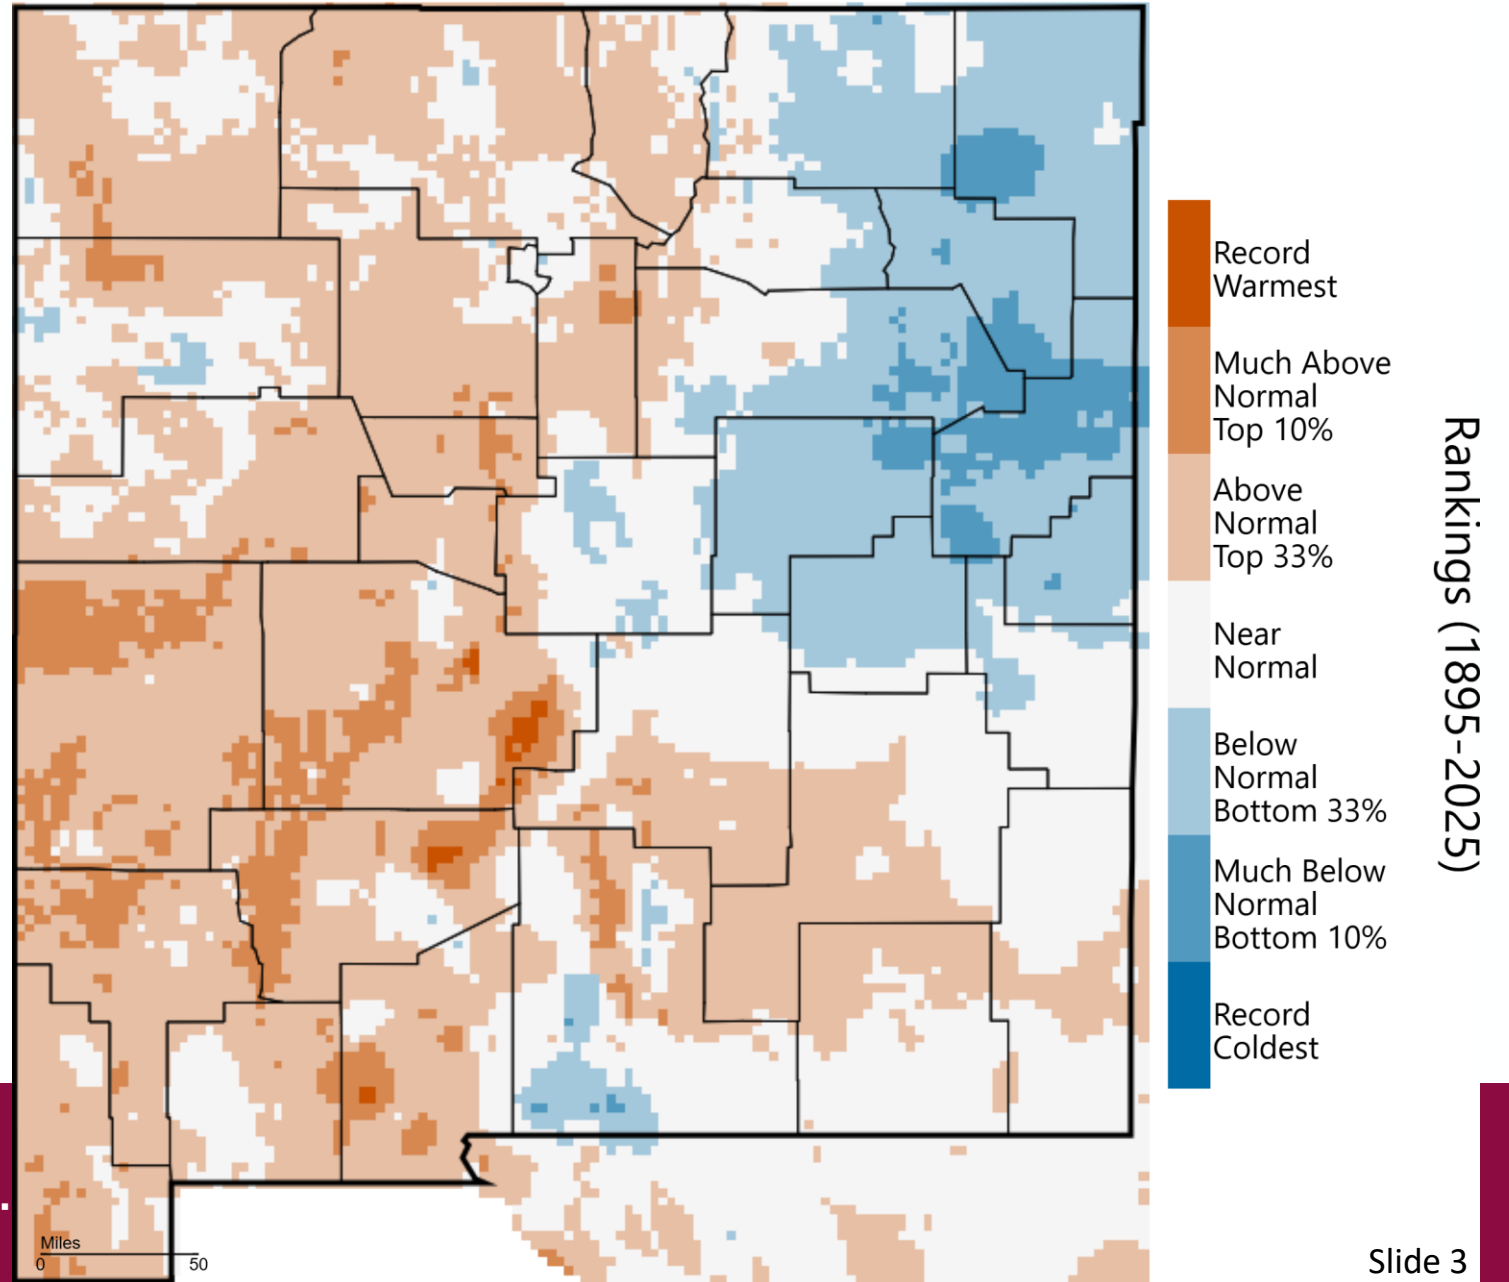 Record
Warmest
Much Above
Normal
Top 10%
Above
Normal
Top 33%
Near
Normal
Below
Normal
Bottom 33%
Much Below
Normal
Bottom 10%
Record
Coldest
Rankings (1895-2025)
Miles
0 50
.
Slide 3